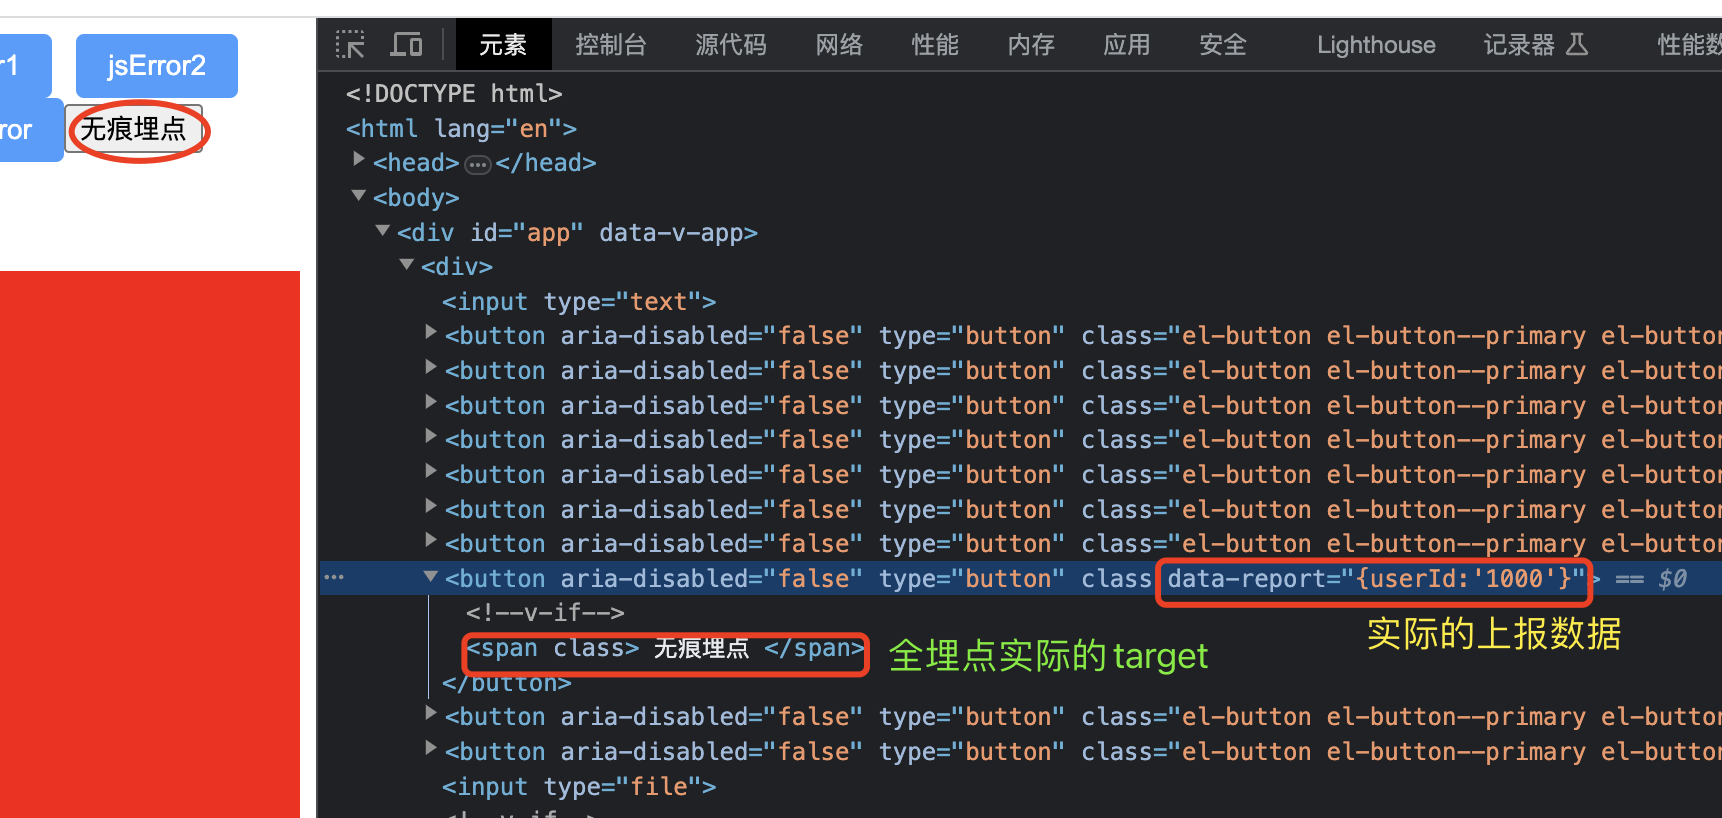 r1
jsError2
ror
无痕埋点
元素 控制台 源代码 网络 性能 内存 应用 安全 Lighthouse 记录器 性能数
<!DOCTYPE html>
<html lang="en">
<head>…</head>
<body>
<div id="app" data-v-app>
<div>
<input type="text">
<button aria-disabled="false" type="button" class="el-button el-button--primary el-button
<button aria-disabled="false" type="button" class="el-button el-button--primary el-button
<button aria-disabled="false" type="button" class="el-button el-button--primary el-button
<button aria-disabled="false" type="button" class="el-button el-button--primary el-button
<button aria-disabled="false" type="button" class="el-button el-button--primary el-button
<button aria-disabled="false" type="button" class="el-button el-button--primary el-button
<button aria-disabled="false" type="button" class="el-button el-button--primary el-button
… <button aria-disabled="false" type="button" class data-report="{userId:'1000'}"> == $0
<!--v-if-->
实际的上报数据
<span class> 无痕埋点 </span>
全埋点实际的target
</button>
<button aria-disabled="false" type="button" class="el-button el-button--primary el-button
<button aria-disabled="false" type="button" class="el-button el-button--primary el-button
<input type="file">
<!--v-if-->